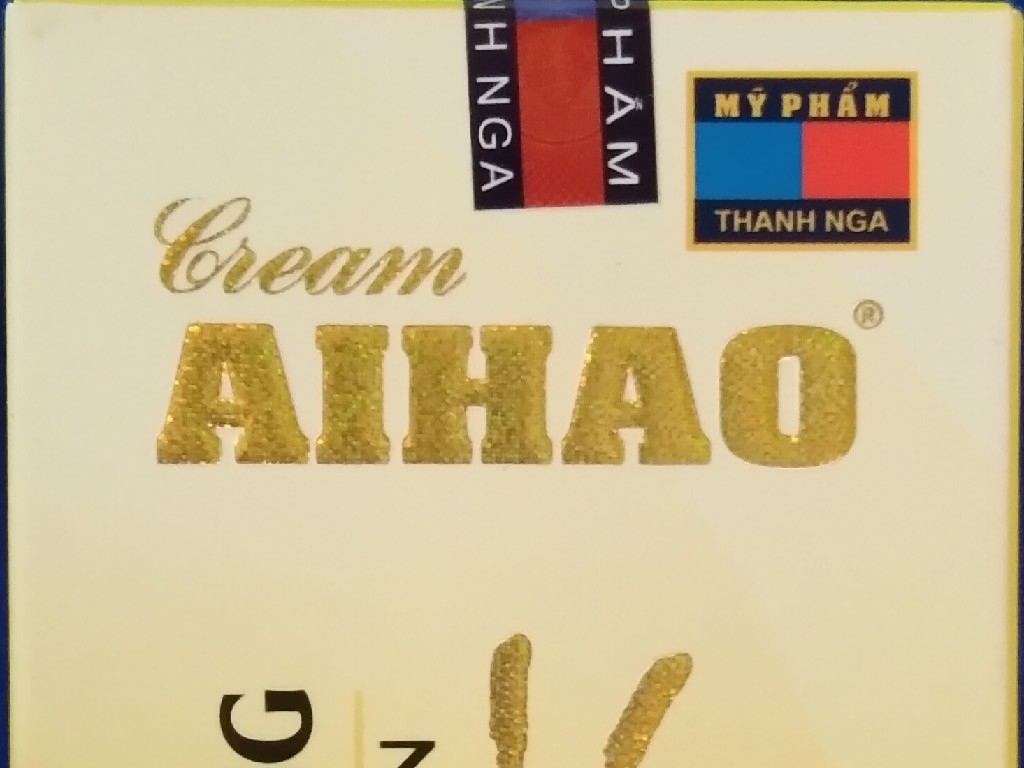 NH NGA
PHẨM
MỸ PHẨM
THANH NGA
Cream
AIHAO
®
G
N